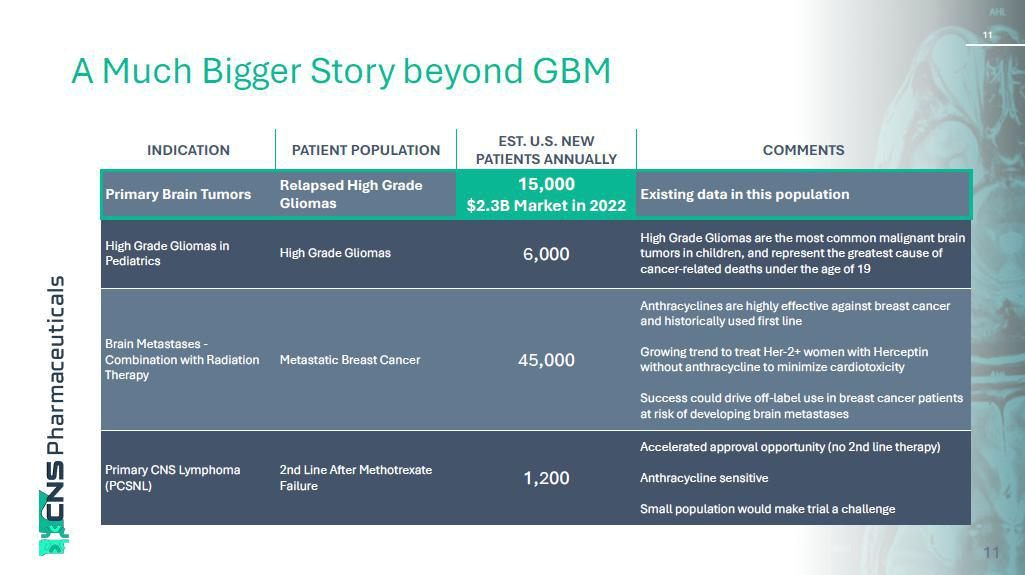 AHL
11
A Much Bigger Story beyond GBM
INDICATION
PATIENT POPULATION
EST. U.S. NEW
PATIENTS ANNUALLY
COMMENTS
Primary Brain Tumors
Relapsed High Grade
Gliomas
15,000
$2.3B Market in 2022
Existing data in this population
High Grade Gliomas in
Pediatrics
High Grade Gliomas
6,000
High Grade Gliomas are the most common malignant brain
tumors in children, and represent the greatest cause of
cancer-related deaths under the age of 19
Brain Metastases -
Combination with Radiation
Therapy
Metastatic Breast Cancer
45,000
Anthracyclines are highly effective against breast cancer
and historically used first line
Growing trend to treat Her-2+ women with Herceptin
without anthracycline to minimize cardiotoxicity
Success could drive off-label use in breast cancer patients
at risk of developing brain metastases
Primary CNS Lymphoma
(PCSNL)
2nd Line After Methotrexate
Failure
1,200
Accelerated approval opportunity (no 2nd line therapy)
Anthracycline sensitive
Small population would make trial a challenge
CNS Pharmaceuticals
11